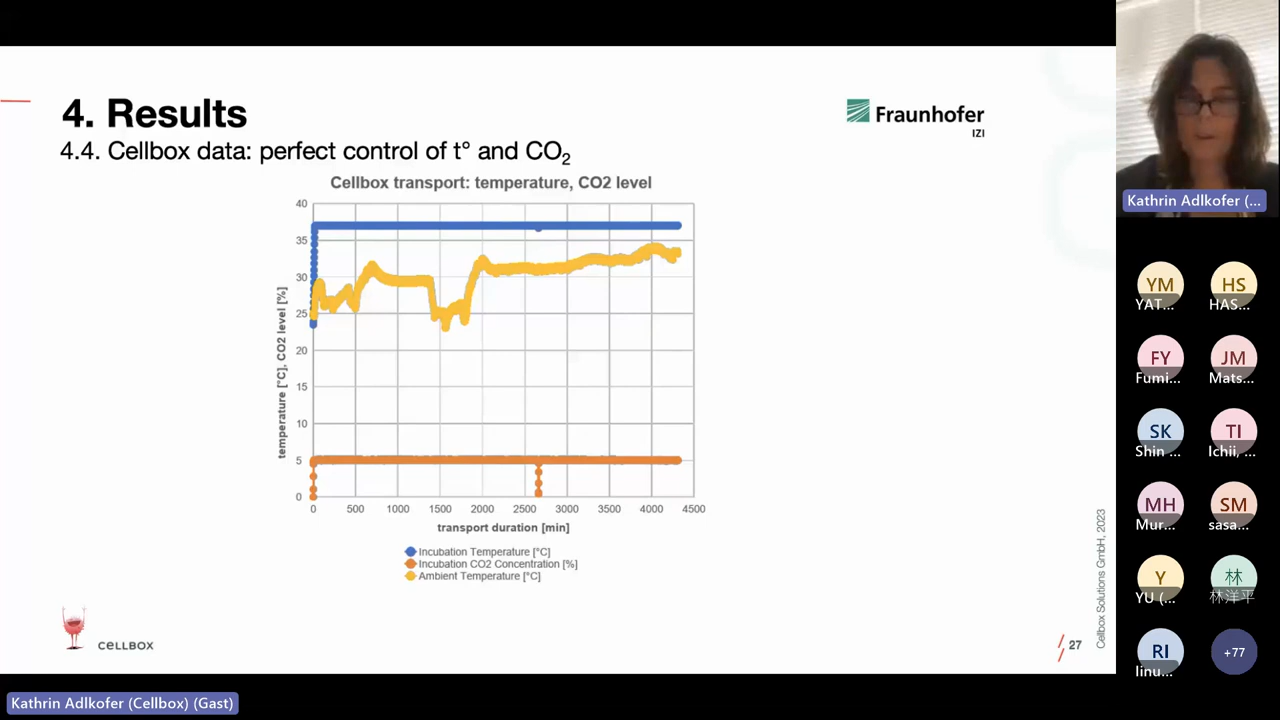 4. Results
4.4. Cellbox data: perfect control of t° and CO₂
Fraunhofer
IZI
Cellbox transport: temperature, CO2 level
temperature [°C], CO2 level [%]
40
35
30
25
20
15
10
5
0
0 500 1000 1500 2000 2500 3000 3500 4000 4500
transport duration [min]
Incubation Temperature [°C]
Incubation CO2 Concentration [%]
Ambient Temperature [°C]
CELLBOX
27
Cellbox Solutions GmbH, 2023
Kathrin Adlkofer (Cellbox) (Gast)
Kathrin Adlkofer (...
YM HS
YAT... HAS...
FY JM
Fumi... Mats...
SK TI
Shin ... Ichii, ...
MH SM
Mur... sasa...
Y 林
YU (... 林洋平
RI +77
Iinu...